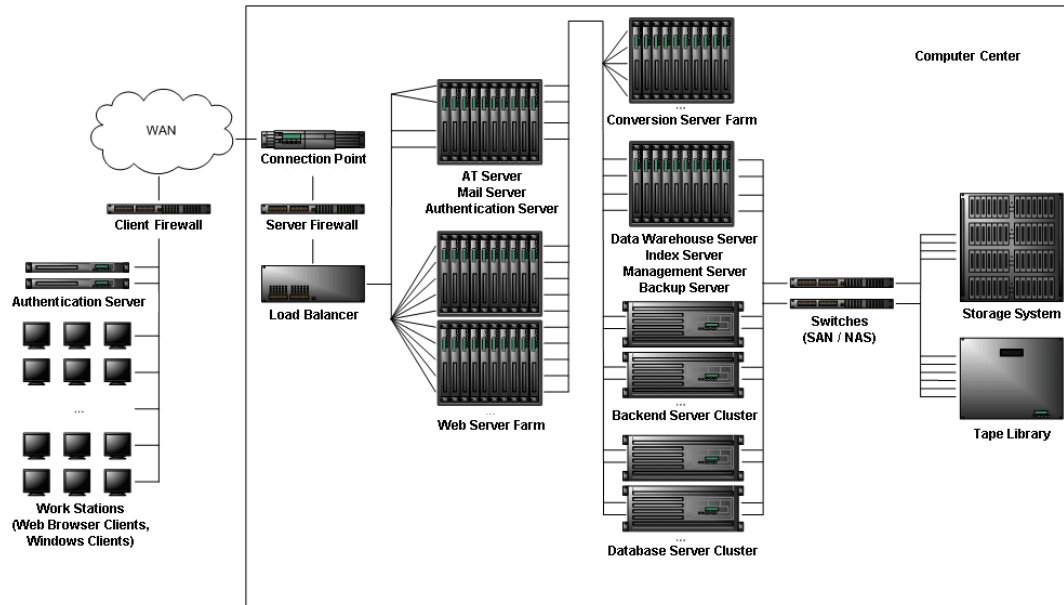 Computer Center
WAN
Connection Point
Client Firewall
Server Firewall
Authentication Server
Load Balancer
...
Work Stations
(Web Browser Clients,
Windows Clients)
AT Server
Mail Server
Authentication Server
...
Web Server Farm
...
Conversion Server Farm
Data Warehouse Server
Index Server
Management Server
Backup Server
...
Backend Server Cluster
...
Database Server Cluster
Switches
(SAN / NAS)
Storage System
Tape Library